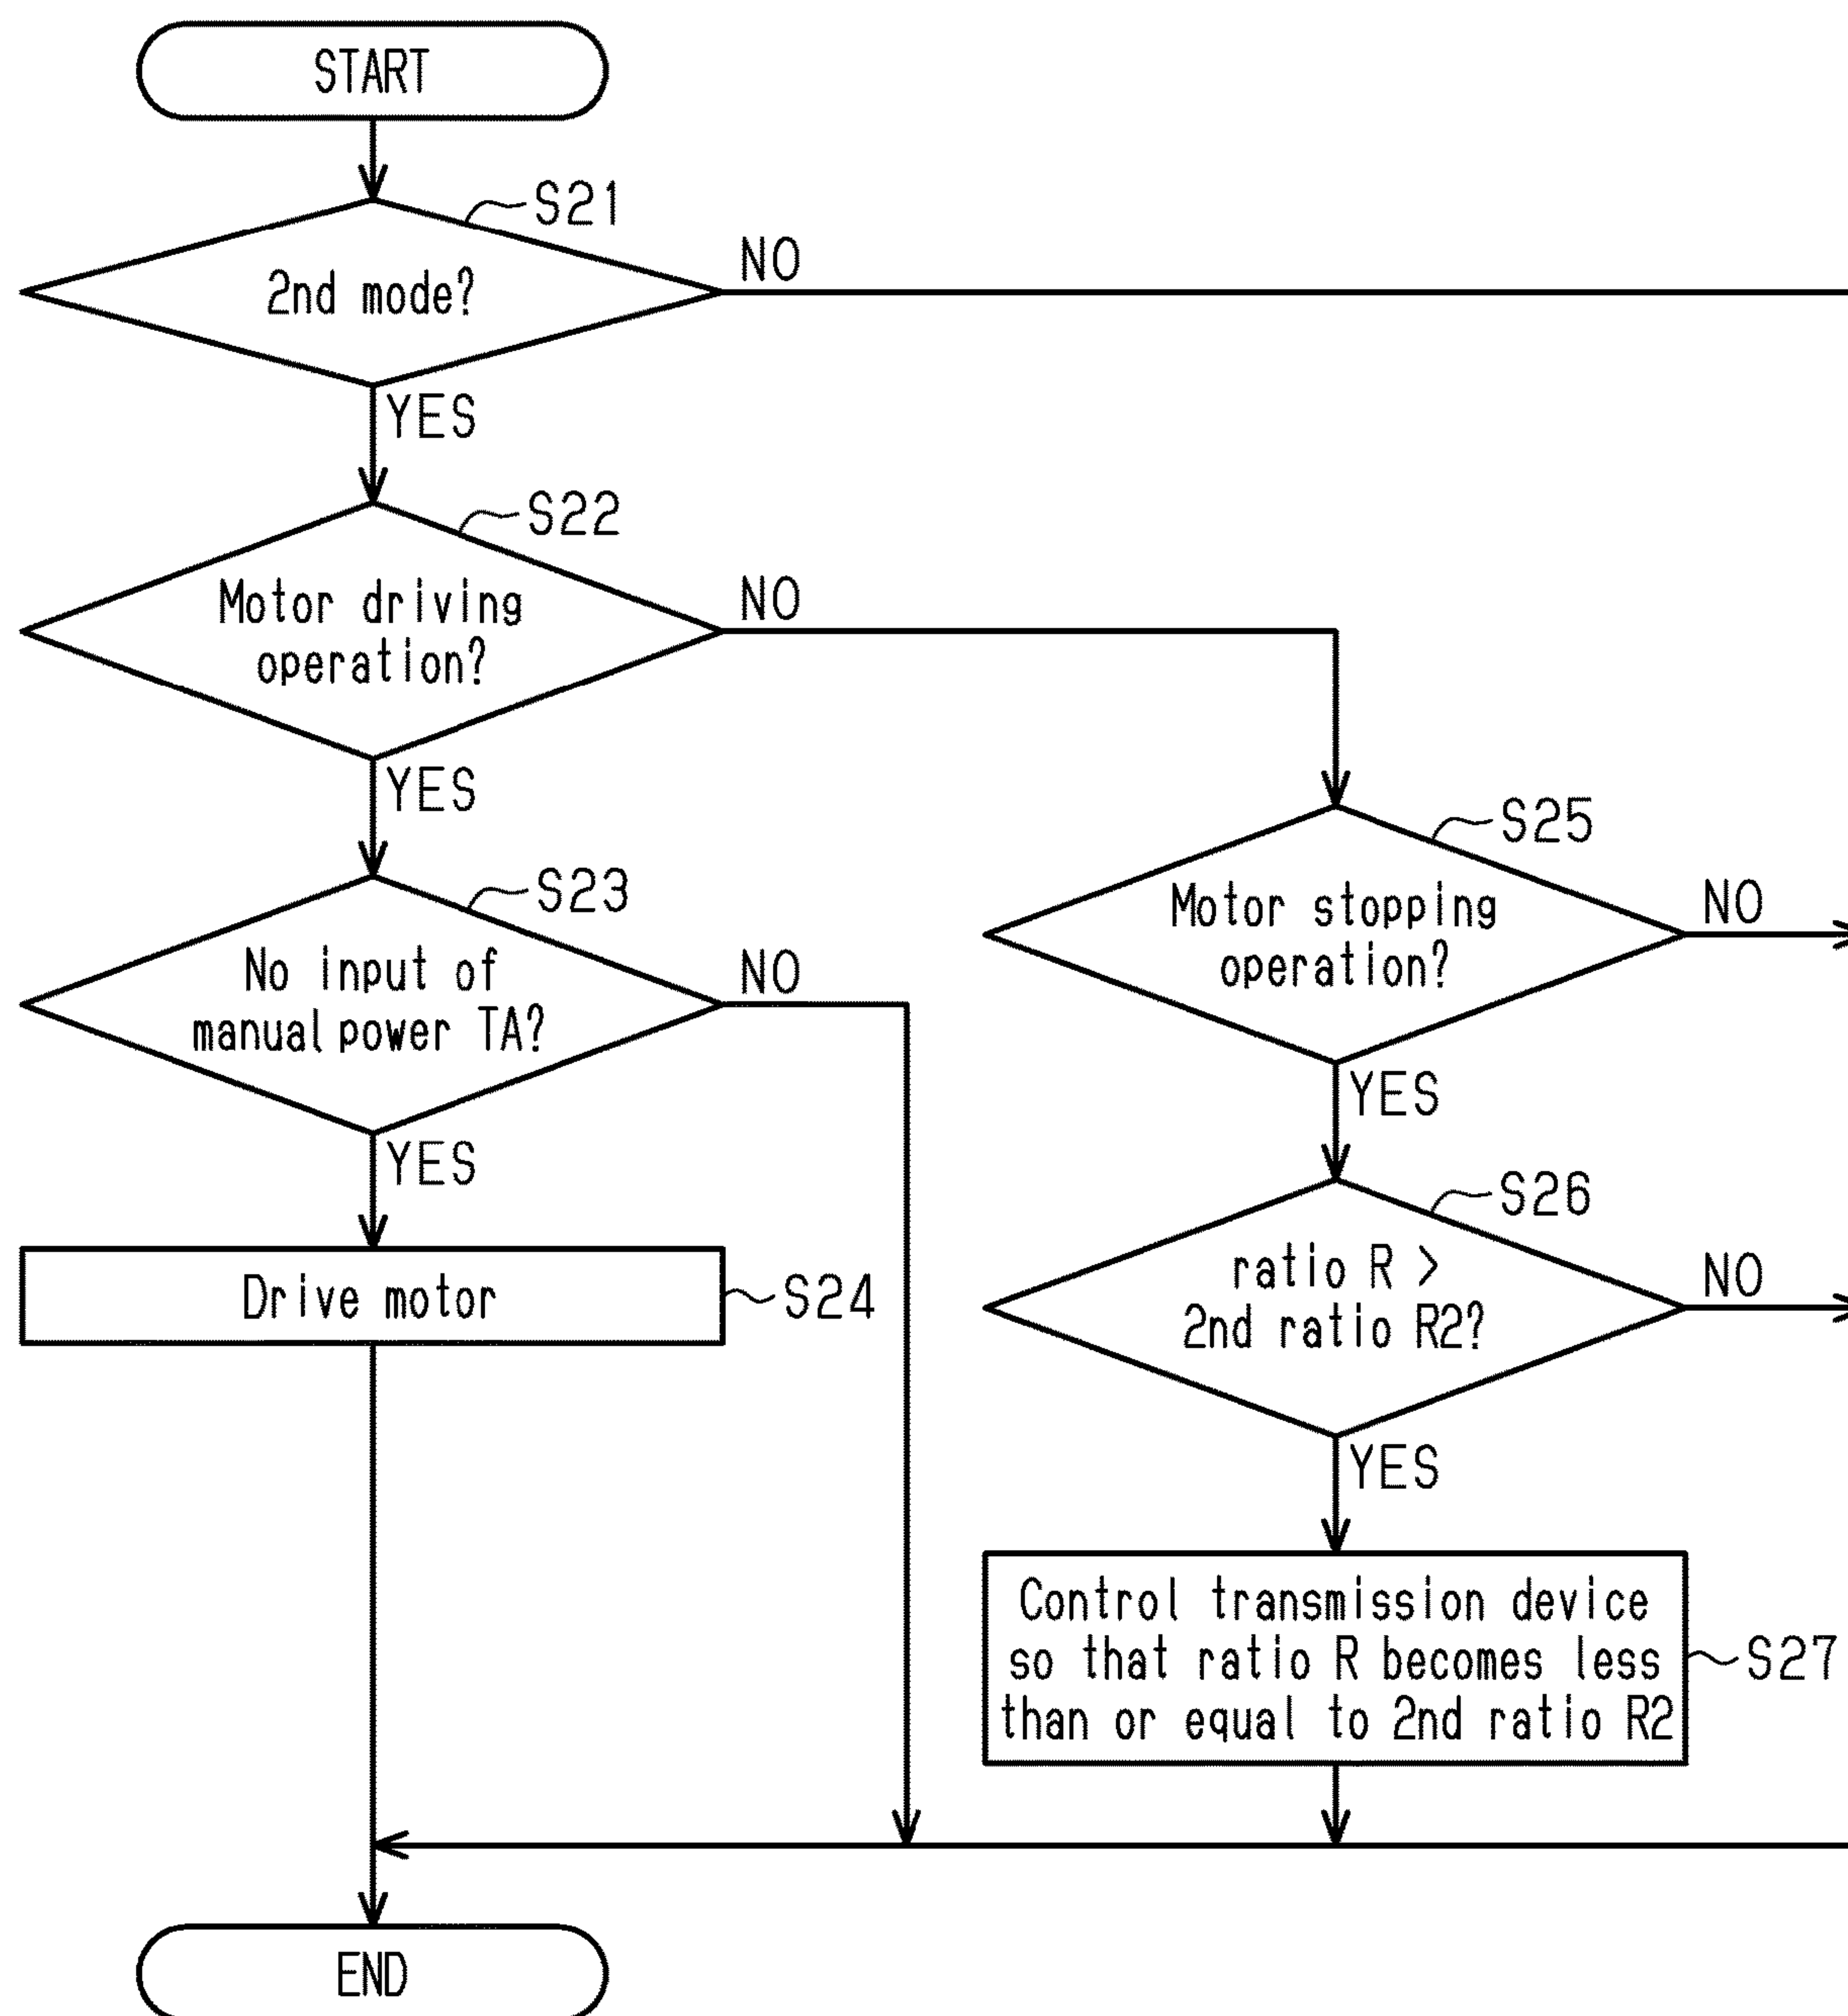 START
S21
2nd mode?
NO
YES
S22
Motor driving
operation?
NO
YES
S23
No input of
manual power TA?
NO
YES
Drive motor
S24
S25
Motor stopping
operation?
NO
YES
S26
ratio R >
2nd ratio R2?
NO
YES
Control transmission device
so that ratio R becomes less
than or equal to 2nd ratio R2
S27
END